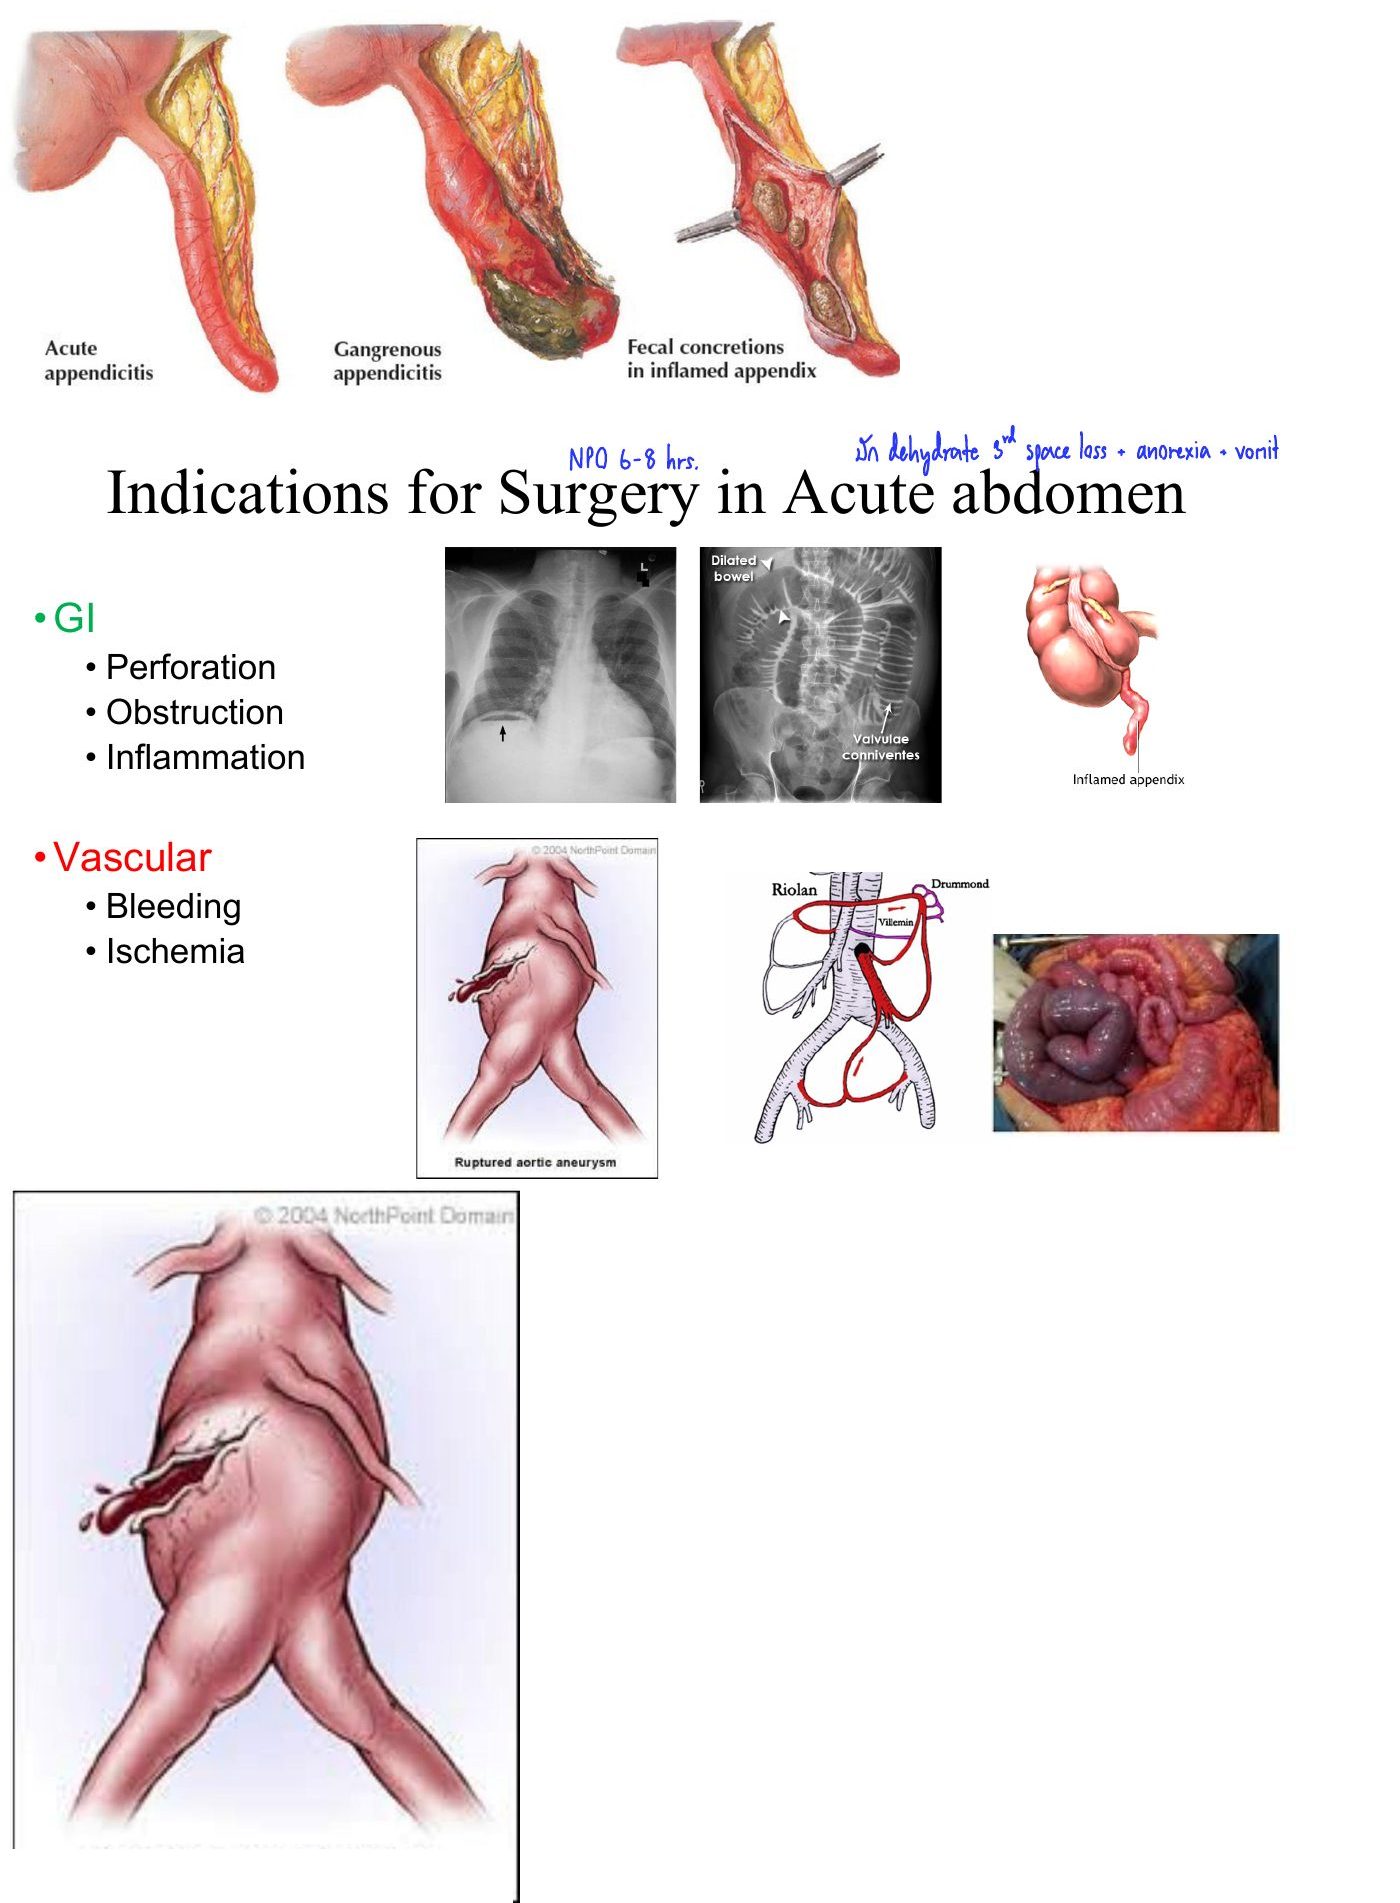 Acute
appendicitis
Gangrenous
appendicitis
Fecal concretions
in inflamed appendix
NPO 6-8 hrs.
มัก dehydrate 3rd space loss + anorexia + vomit
Indications for Surgery in Acute abdomen
• GI
• Perforation
• Obstruction
• Inflammation
L
Dilated
bowel
Valvulae
conniventes
R
Inflamed appendix
• Vascular
• Bleeding
• Ischemia
© 2004 NorthPoint Domain
Ruptured aortic aneurysm
Riolan
Drummond
Villemin
© 2004 NorthPoint Domain